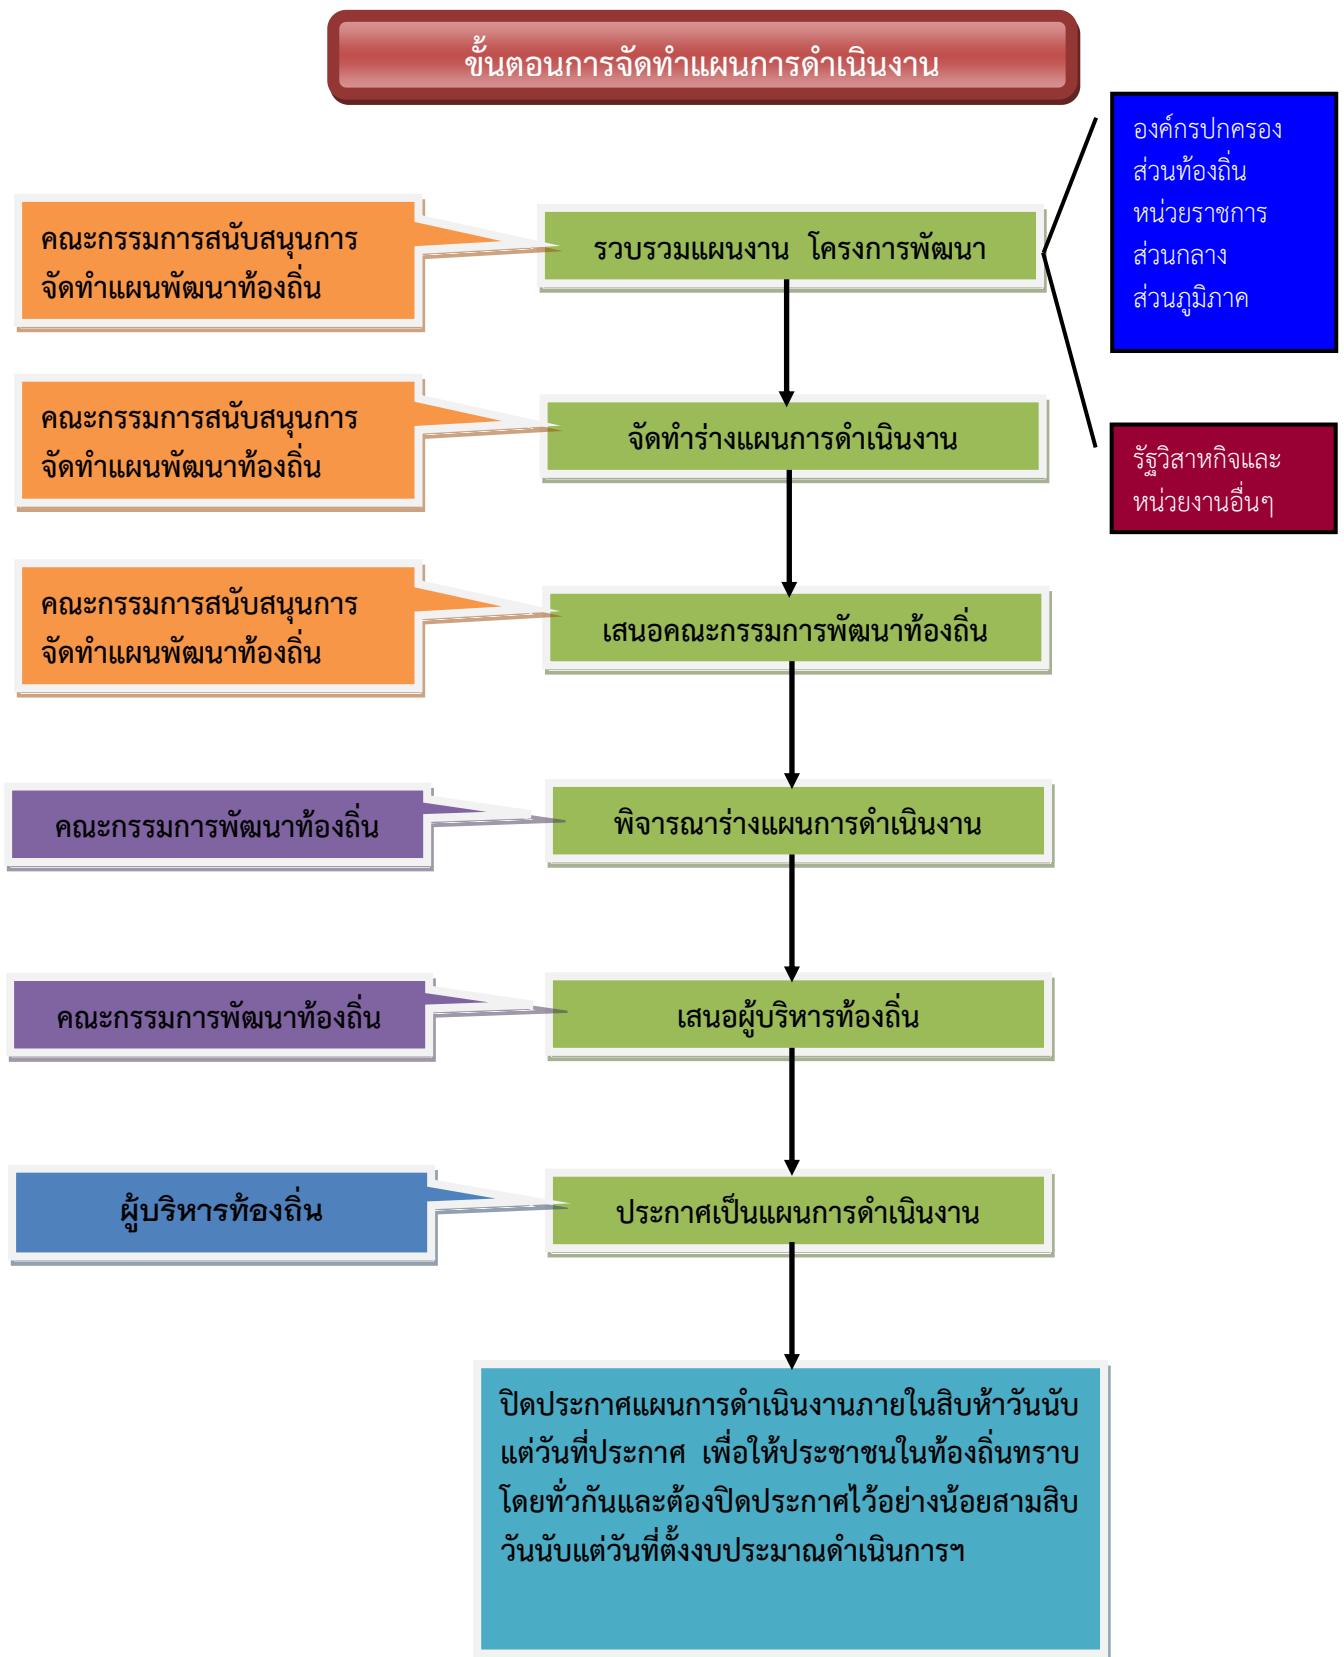 ขั้นตอนการจัดทำแผนการดำเนินงาน
องค์กรปกครอง
ส่วนท้องถิ่น
หน่วยราชการ
ส่วนกลาง
ส่วนภูมิภาค
คณะกรรมการสนับสนุนการ
จัดทำแผนพัฒนาท้องถิ่น
รวบรวมแผนงาน โครงการพัฒนา
คณะกรรมการสนับสนุนการ
จัดทำแผนพัฒนาท้องถิ่น
จัดทำร่างแผนการดำเนินงาน
รัฐวิสาหกิจและ
หน่วยงานอื่นๆ
คณะกรรมการสนับสนุนการ
จัดทำแผนพัฒนาท้องถิ่น
เสนอคณะกรรมการพัฒนาท้องถิ่น
คณะกรรมการพัฒนาท้องถิ่น
พิจารณาร่างแผนการดำเนินงาน
คณะกรรมการพัฒนาท้องถิ่น
เสนอผู้บริหารท้องถิ่น
ผู้บริหารท้องถิ่น
ประกาศเป็นแผนการดำเนินงาน
ปิดประกาศแผนการดำเนินงานภายในสิบห้าวันนับ
แต่วันที่ประกาศ เพื่อให้ประชาชนในท้องถิ่นทราบ
โดยทั่วกันและต้องปิดประกาศไว้อย่างน้อยสามสิบ
วันนับแต่วันที่ตั้งงบประมาณดำเนินการฯ